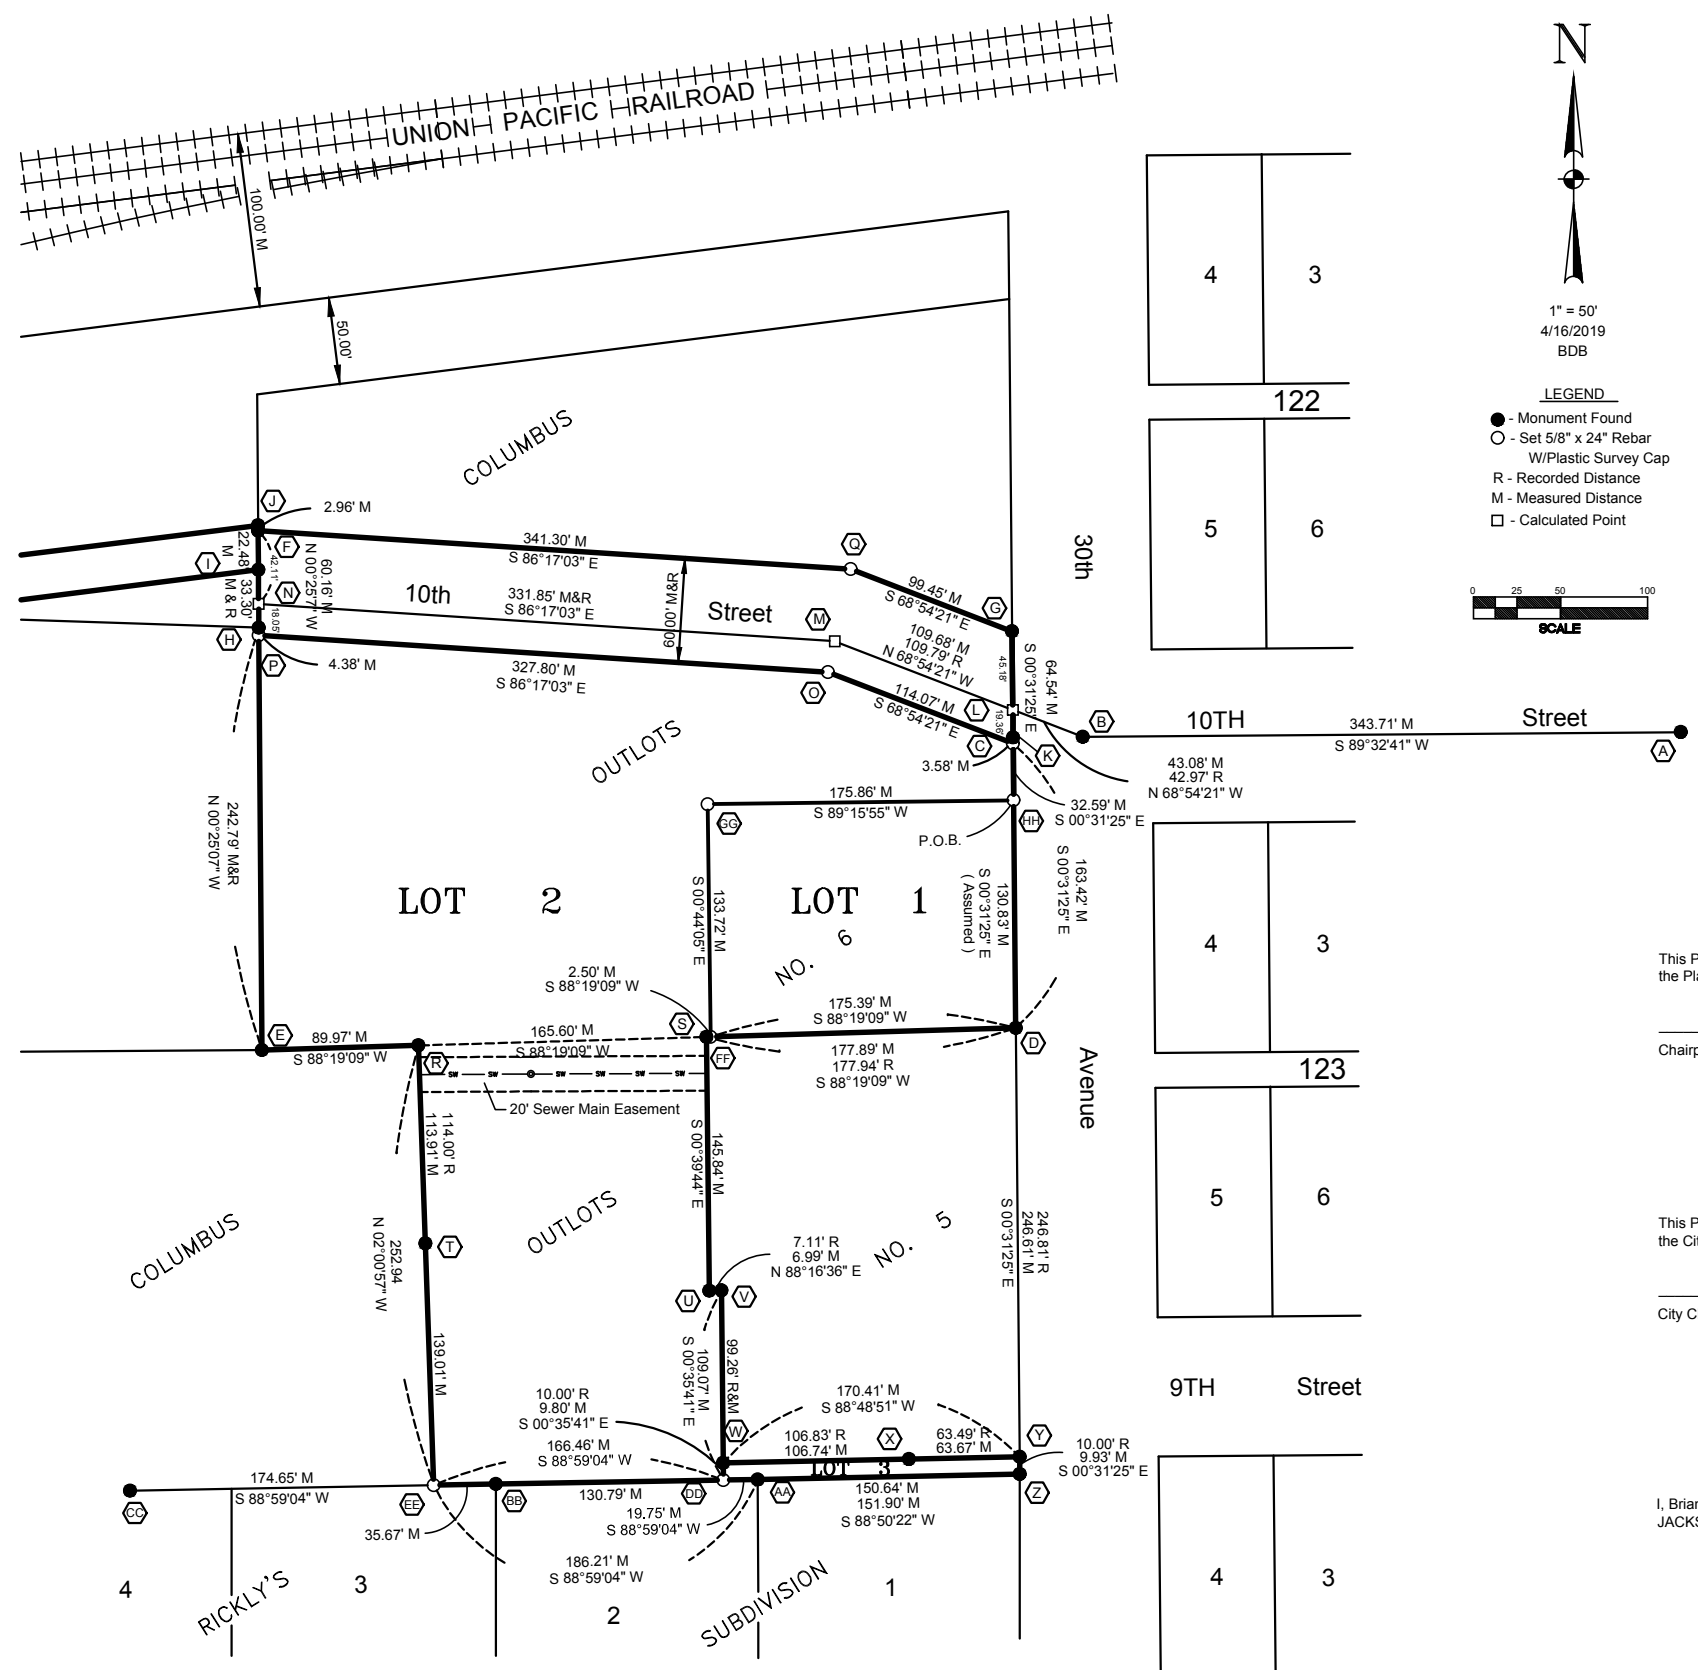 N
UNION PACIFIC RAILROAD
100.00' M
50.00'
4
3
1" = 50'
4/16/2019
BDB
LEGEND
- Monument Found
- Set 5/8" x 24" Rebar
W/Plastic Survey Cap
R - Recorded Distance
M - Measured Distance
- Calculated Point
122
5
6
0 25 50 100
SCALE
COLUMBUS
J
2.96' M
F
I
22.48'
M
42.11'
N 00°25'7" W
60.16' M
33.30'
M & R
N
18.05'
H
P
4.38' M
341.30' M
S 86°17'03" E
Q
99.45' M
S 68°54'21" E
G
10th Street
331.85' M&R
S 86°17'03" E
60.00' M&R
M
109.68' M
109.79' R
N 68°54'21" W
327.80' M
S 86°17'03" E
O
114.07' M
S 68°54'21" E
45.18'
19.36'
S 00°31'25" E
64.54' M
L
C
K
3.58' M
B
30th
10TH Street
343.71' M
S 89°32'41" W
A
43.08' M
42.97' R
N 68°54'21" W
32.59' M
S 00°31'25" E
OUTLOTS
175.86' M
S 89°15'55" W
GG
HH
P.O.B.
242.79' M&R
N 00°25'07" W
LOT 2
LOT 1
133.72' M
S 00°44'05" E
130.83' M
S 00°31'25" E
( Assumed )
163.42' M
S 00°31'25" E
NO. 6
4
3
This P
the Pla
Chairp
2.50' M
S 88°19'09" W
175.39' M
S 88°19'09" W
177.89' M
177.94' R
S 88°19'09" W
S
FF
D
E
89.97' M
S 88°19'09" W
R
165.60' M
S 88°19'09" W
SW SW SW SW SW SW
20' Sewer Main Easement
Avenue
123
5
6
114.00' R
113.91' M
145.84' M
S 00°39'44" E
COLUMBUS
OUTLOTS
NO. 5
T
252.94
N 02°00'57" W
139.01' M
7.11' R
6.99' M
N 88°16'36" E
U
V
246.81' R
246.61' M
S 00°31'25" E
This P
the Cit
City C
99.26' R&M
109.07' M
S 00°35'41" E
10.00' R
9.80' M
S 00°35'41" E
166.46' M
S 88°59'04" W
170.41' M
S 88°48'51" W
W
106.83' R
106.74' M
X
63.49' R
63.67' M
Y
10.00' R
9.93' M
S 00°31'25" E
9TH Street
LOT 3
174.65' M
S 88°59'04" W
CC
EE
BB
130.79' M
DD
AA
150.64' M
151.90' M
S 88°50'22" W
Z
35.67' M
19.75' M
S 88°59'04" W
186.21' M
S 88°59'04" W
4
3
2
1
RICKLY'S SUBDIVISION
4
3
I, Brian
JACKS